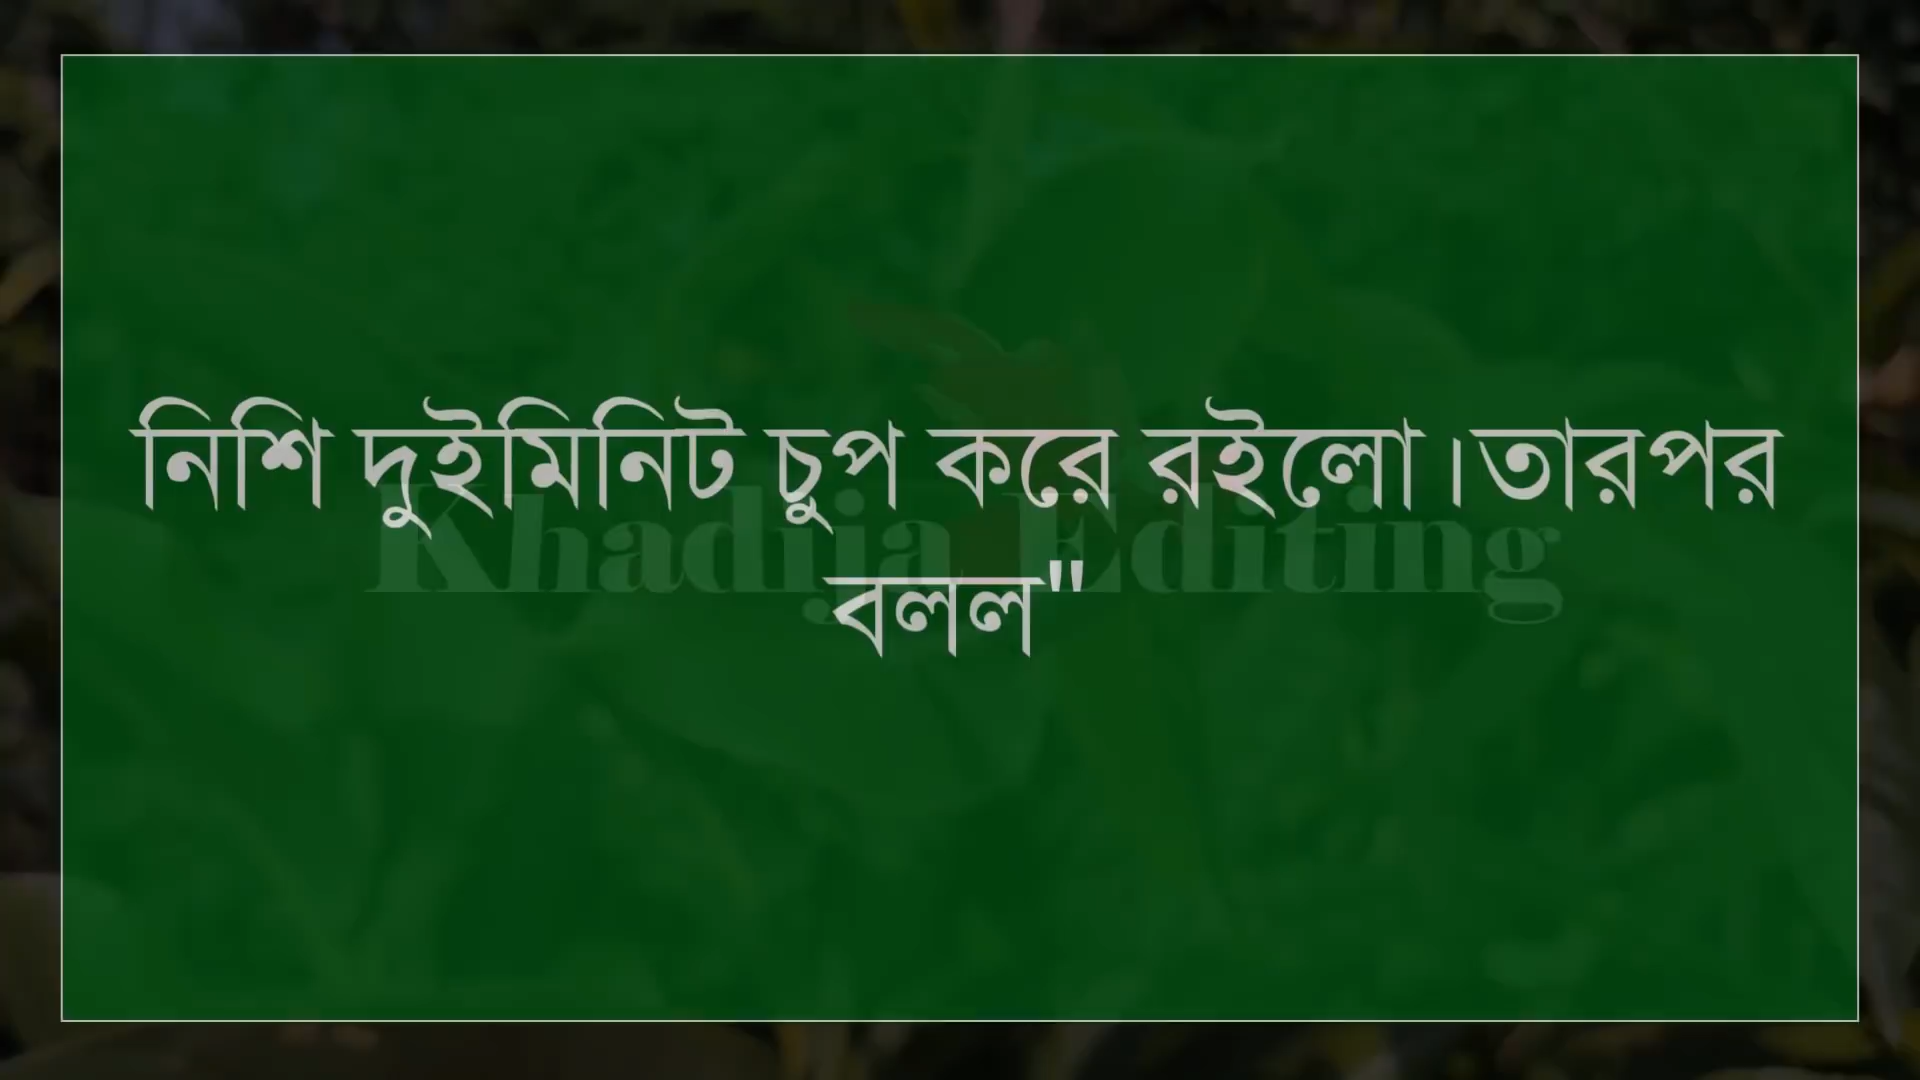 নিশি দুইমিনিট চুপ করে রইলো।তারপর
বলল"
Khadija Editing